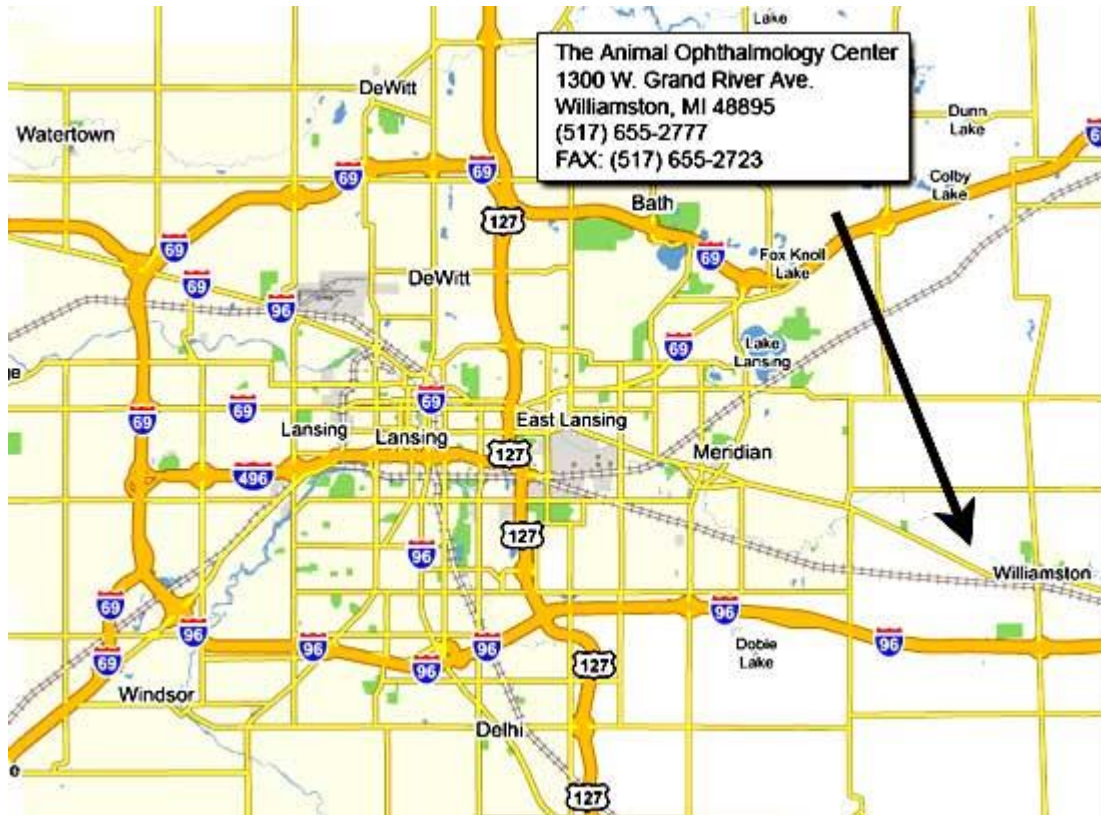 Lake
The Animal Ophthalmology Center
1300 W. Grand River Ave.
Williamston, MI 48895
(517) 655-2777
FAX: (517) 655-2723
DeWitt
Watertown
Dunn
Lake
69
69
Colby
Lake
Bath
127
69
69
Fox Knoll
Lake
DeWitt
69
96
Lake
Lansing
69
69
69
69
East Lansing
Lansing
Lansing
127
Meridian
496
127
96
Williamston
69
96
96
96
96
96
Dobie
Lake
69
96
127
Windsor
Delhi
127